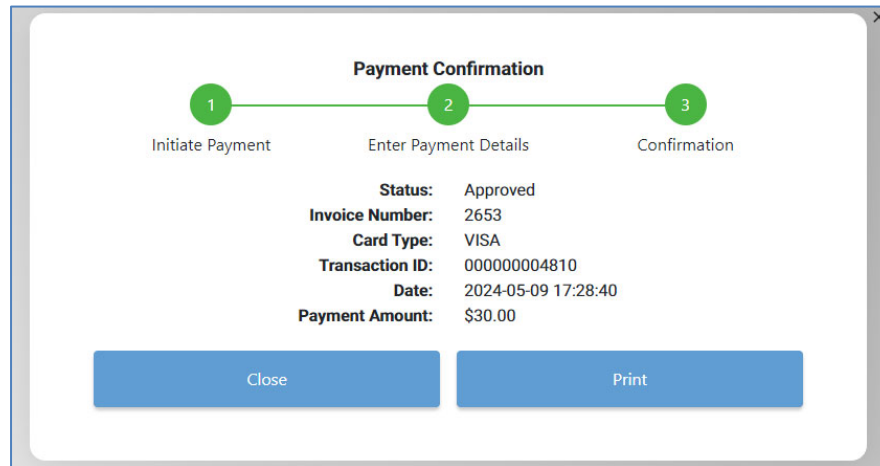 Payment Confirmation
1 2 3
Initiate Payment Enter Payment Details Confirmation
Status: Approved
Invoice Number: 2653
Card Type: VISA
Transaction ID: 000000004810
Date: 2024-05-09 17:28:40
Payment Amount: $30.00
Close Print